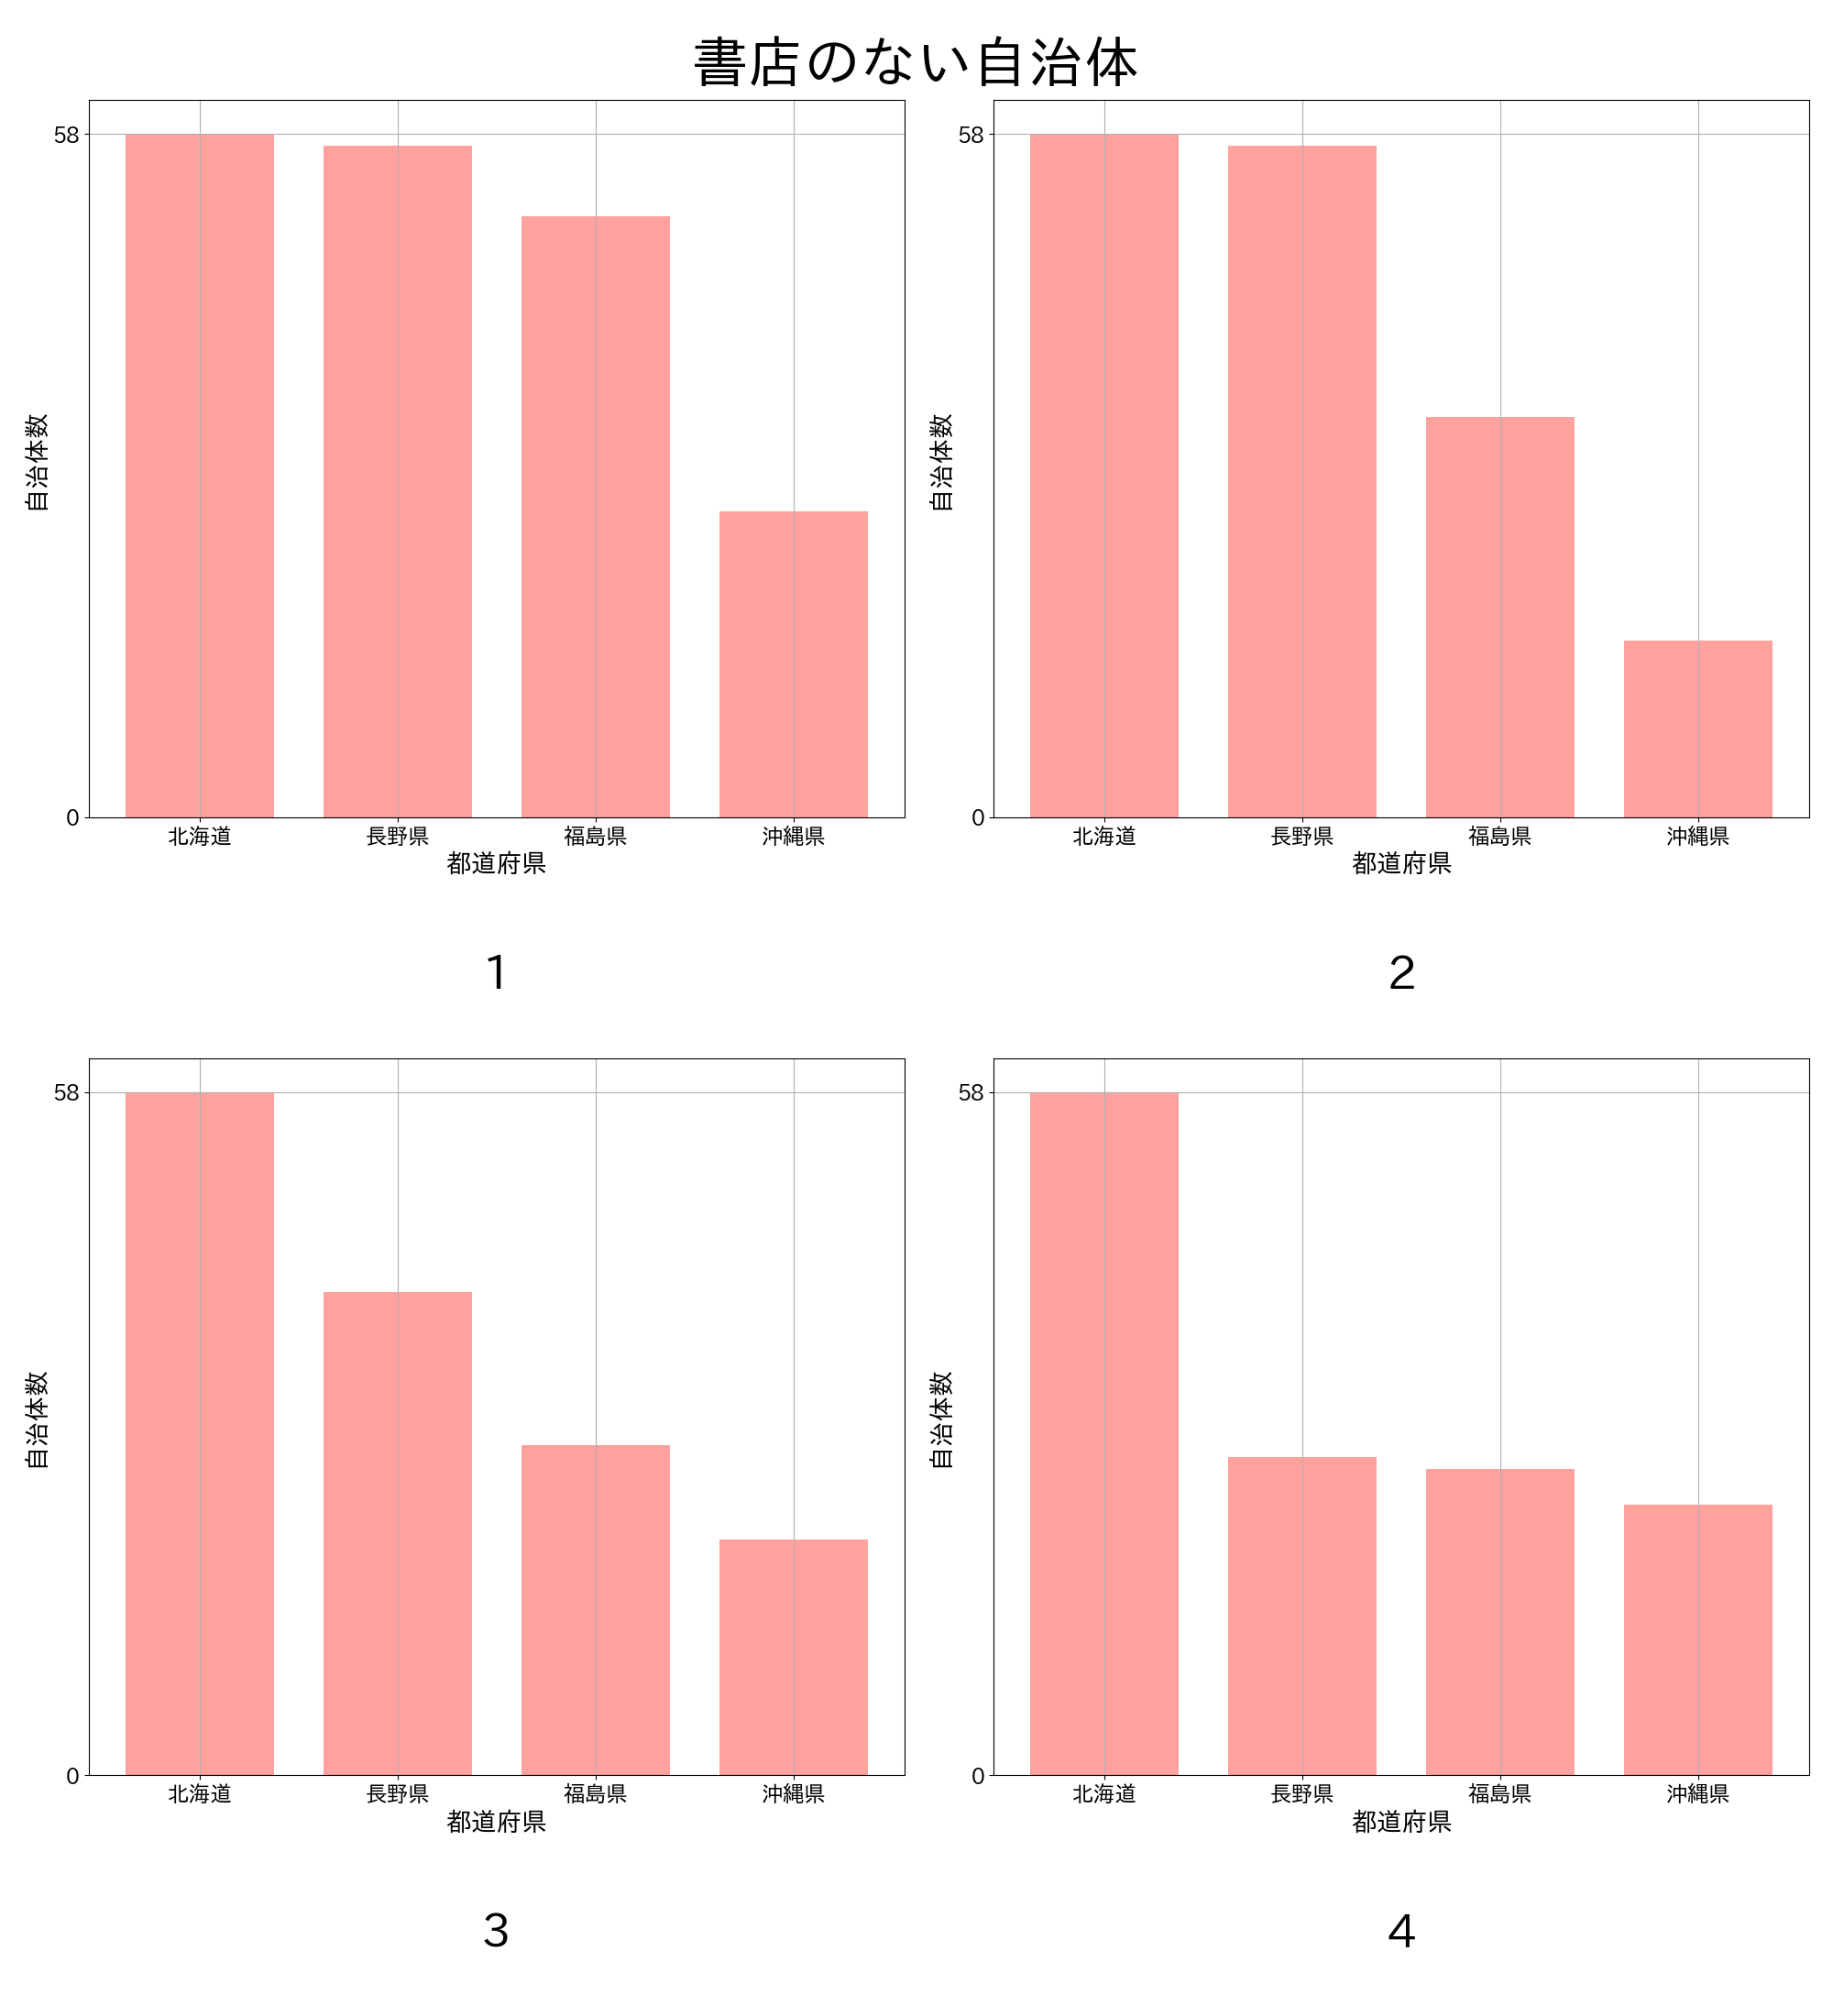 書店のない自治体
58
0
自治体数
北海道 長野県 福島県 沖縄県
都道府県
1
58
0
自治体数
北海道 長野県 福島県 沖縄県
都道府県
2
58
0
自治体数
北海道 長野県 福島県 沖縄県
都道府県
3
58
0
自治体数
北海道 長野県 福島県 沖縄県
都道府県
4